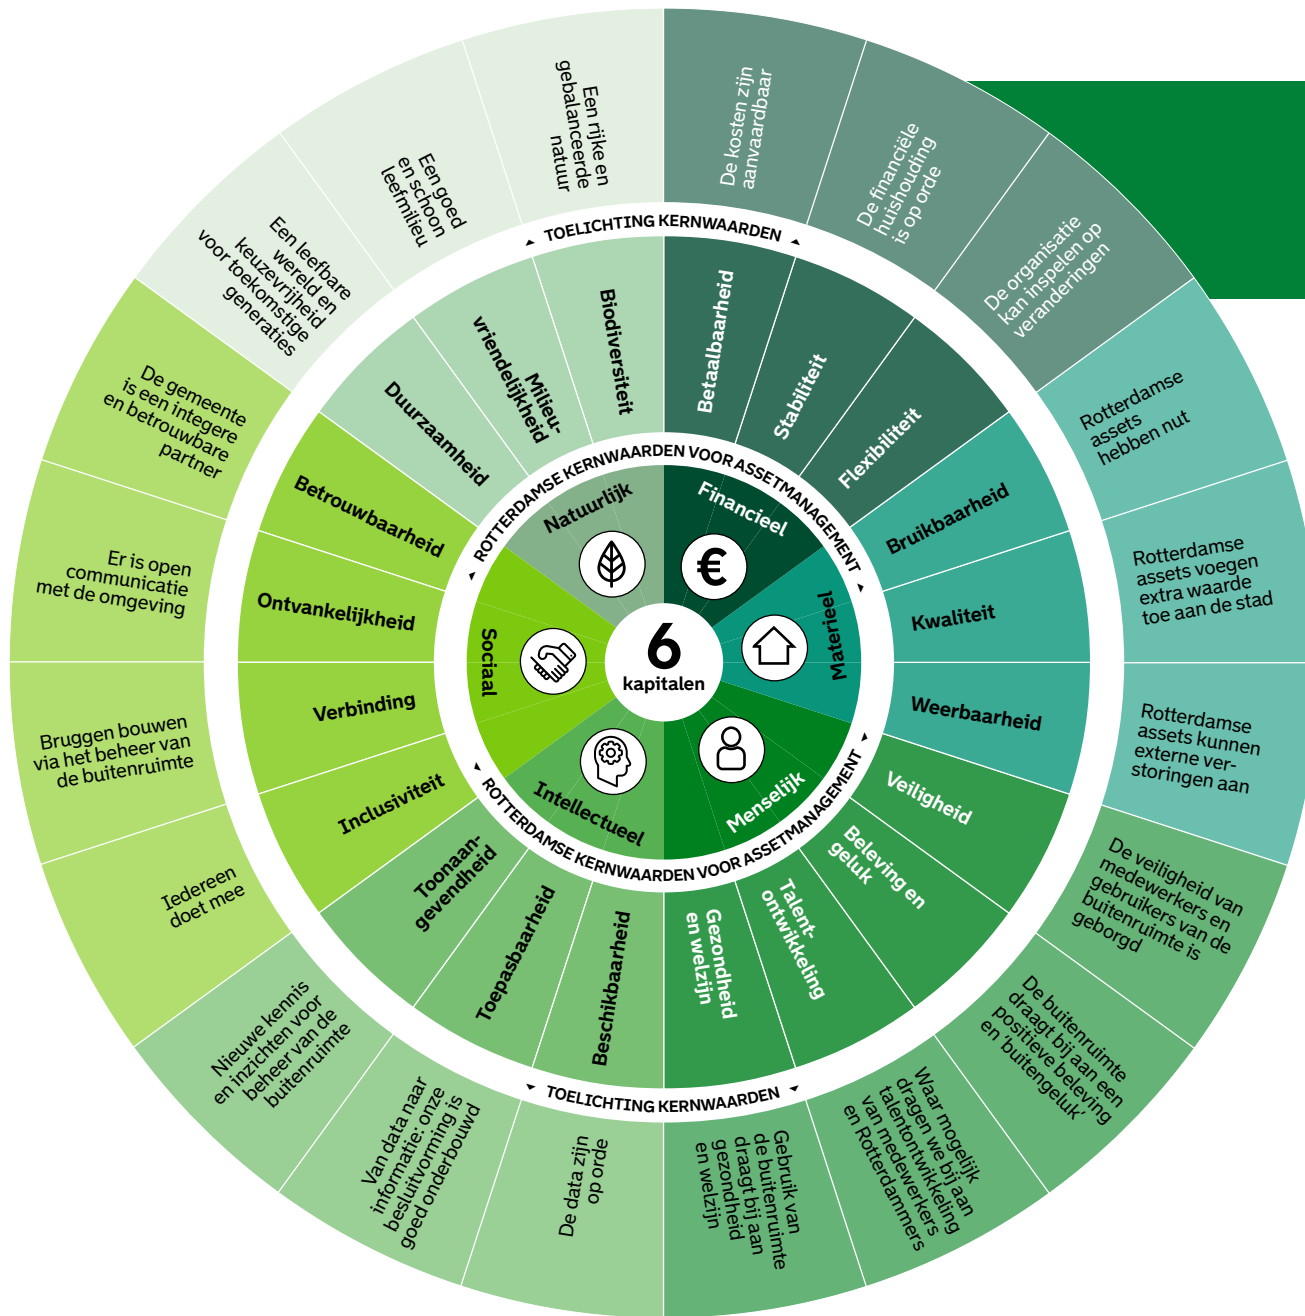 6
kapitalen
Financieel
Materieel
Menselijk
Intellectueel
Sociaal
Natuurlijk
ROTTERDAMSE KERNWAARDEN VOOR ASSETMANAGEMENT
ROTTERDAMSE KERNWAARDEN VOOR ASSETMANAGEMENT
Betaalbaarheid
Stabiliteit
Flexibiliteit
Bruikbaarheid
Kwaliteit
Weerbaarheid
Veiligheid
Beleving en
geluk
Talent-
ontwikkeling
Gezondheid
en welzijn
Beschikbaarheid
Toepasbaarheid
Toonaan-
gevendheid
Inclusiviteit
Verbinding
Ontvankelijkheid
Betrouwbaarheid
Duurzaamheid
Milieu-
vriendelijkheid
Biodiversiteit
TOELICHTING KERNWAARDEN
TOELICHTING KERNWAARDEN
De kosten zijn
aanvaardbaar
De financiële
huishouding
is op orde
De organisatie
kan inspelen op
veranderingen
Rotterdamse
assets
hebben nut
Rotterdamse
assets voegen
extra waarde
toe aan de stad
Rotterdamse
assets kunnen
externe ver-
storingen aan
De veiligheid van
medewerkers en
gebruikers van de
buitenruimte is
geborgd
De buitenruimte
draagt bij aan een
positieve beleving
en ‘buitengeluk’
Waar mogelijk
dragen we bij aan
talentontwikkeling
van medewerkers
en Rotterdammers
Gebruik van
de buitenruimte
draagt bij aan
gezondheid
en welzijn
De data zijn
op orde
Van data naar
informatie: onze
besluitvorming is
goed onderbouwd
Nieuwe kennis
en inzichten voor
beheer van de
buitenruimte
Iedereen
doet mee
Bruggen bouwen
via het beheer van
de buitenruimte
Er is open
communicatie
met de omgeving
De gemeente
is een integere
en betrouwbare
partner
Een leefbare
wereld en
keuzevrijheid
voor toekomstige
generaties
Een goed
en schoon
leefmilieu
Een rijke en
gebalanceerde
natuur